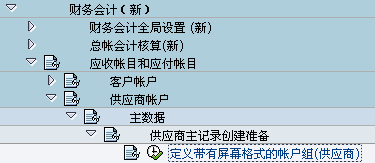 财务会计（新）
财务会计全局设置 (新)
总帐会计核算(新)
应收帐目和应付帐目
客户帐户
供应商帐户
主数据
供应商主记录创建准备
定义带有屏幕格式的帐户组(供应商)